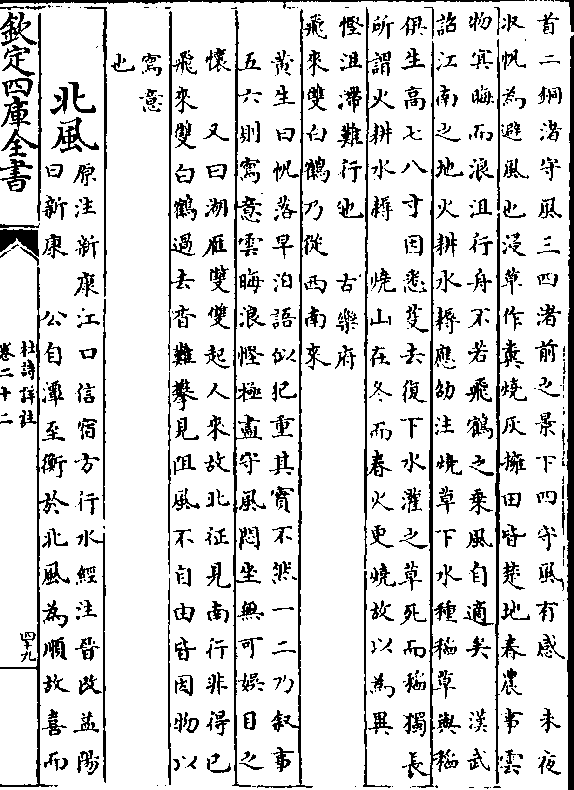 首二銅渚守風三四渚前之景下四守風有感　未夜
收帆為避風也浸草作糞燒灰擁田皆楚地春農事雲
物冥晦而浪沮行舟不若飛鶴之乗風自適矣　漢武
詔江南之地火耕水耨應劭注燒草下水種稻草與稻
俱生高七八寸因悉芟去復下水灌之草死而稻獨長
所謂火耕水耨　燒山在冬而春火更燒故以為異
慳沮滯難行也　古樂府
飛來雙白鶴乃從西南來
黄生曰帆落早泊語似犯重其實不然一二乃叙事
五六則寓意雲晦浪慳極盡守風悶坐無可娛目之
懷　又曰湖雁雙雙起人來故北征見南行非得已
飛來雙白鶴過去杳難攀見阻風不自由皆因物以
寓意
也
北風
原注新康江口信宿方行水經注晉改益陽
曰新康　公自潭至衡於北風為順故喜而
欽定四庫全書
杜詩詳註
卷二十二
四十九